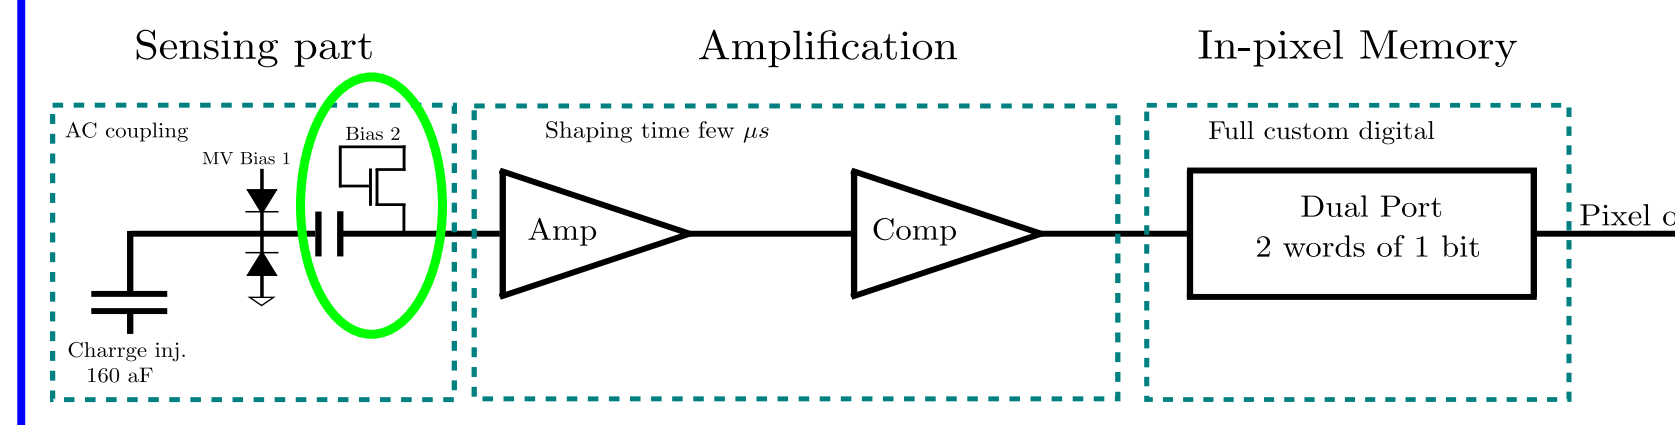 Sensing part
Amplification
In-pixel Memory
AC coupling
MV Bias 1
Bias 2
Charrge inj.
160 aF
Shaping time few μs
Amp
Comp
Full custom digital
Dual Port
2 words of 1 bit
Pixel